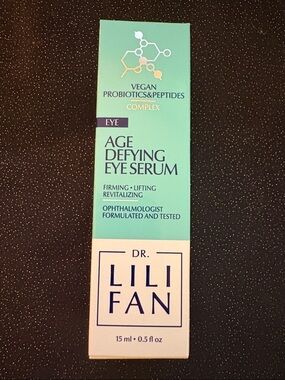 VEGAN
PROBIOTICS&PEPTIDES
COMPLEX
EYE
AGE
DEFYING
EYE SERUM
FIRMING • LIFTING
REVITALIZING
OPHTHALMOLOGIST
FORMULATED AND TESTED
DR.
LILI
FAN
15 ml • 0.5 fl oz